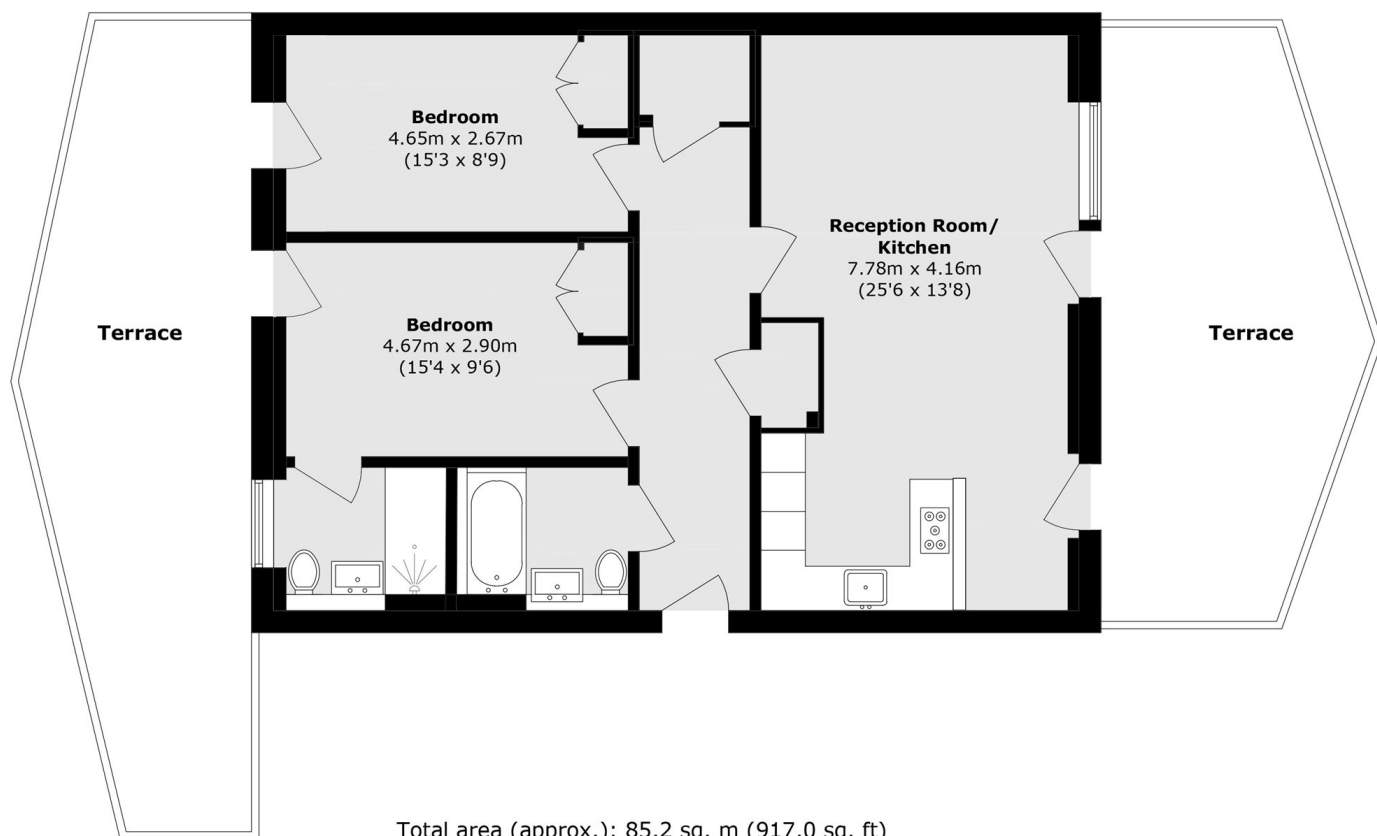 Bedroom
4.65m x 2.67m
(15'3 x 8'9)
Reception Room/
Kitchen
7.78m x 4.16m
(25'6 x 13'8)
Terrace
Bedroom
4.67m x 2.90m
(15'4 x 9'6)
Terrace
Total area (approx.): 85.2 sq. m (917.0 sq. ft)